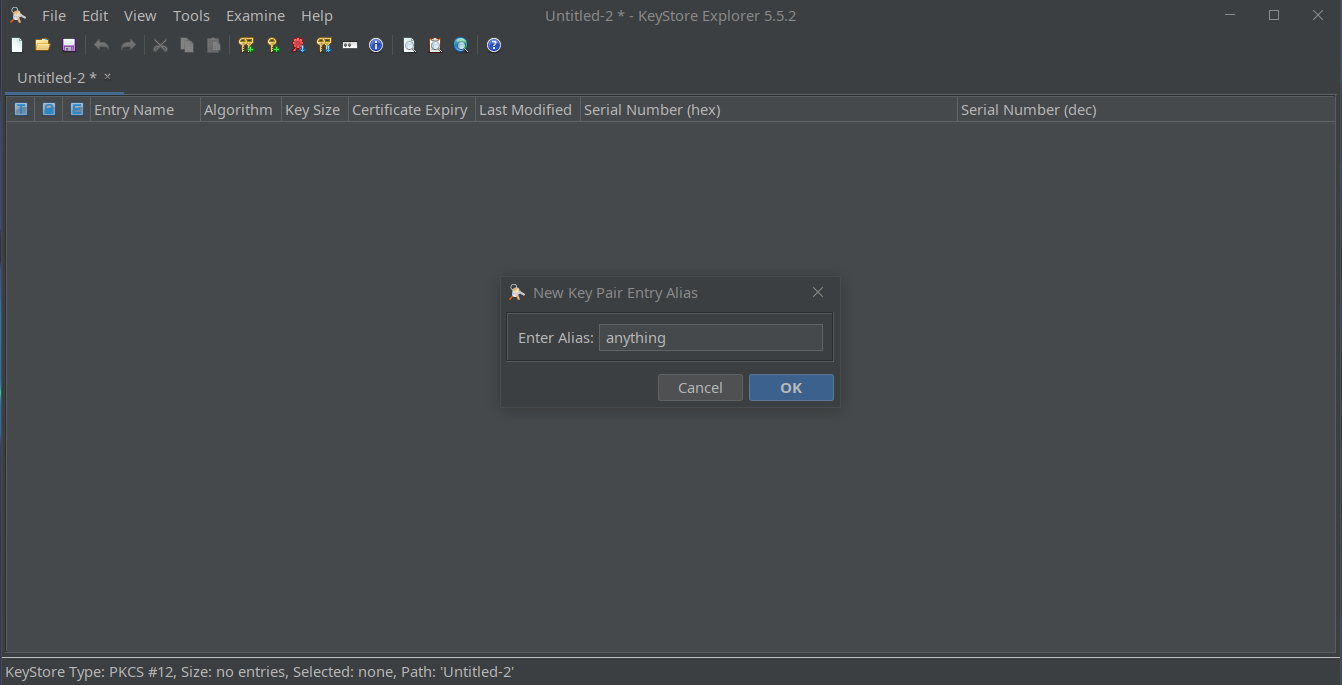 File Edit View Tools Examine Help Untitled-2 * - KeyStore Explorer 5.5.2
Untitled-2 *
Entry Name Algorithm Key Size Certificate Expiry Last Modified Serial Number (hex) Serial Number (dec)
New Key Pair Entry Alias
Enter Alias: anything
Cancel OK
KeyStore Type: PKCS #12, Size: no entries, Selected: none, Path: 'Untitled-2'